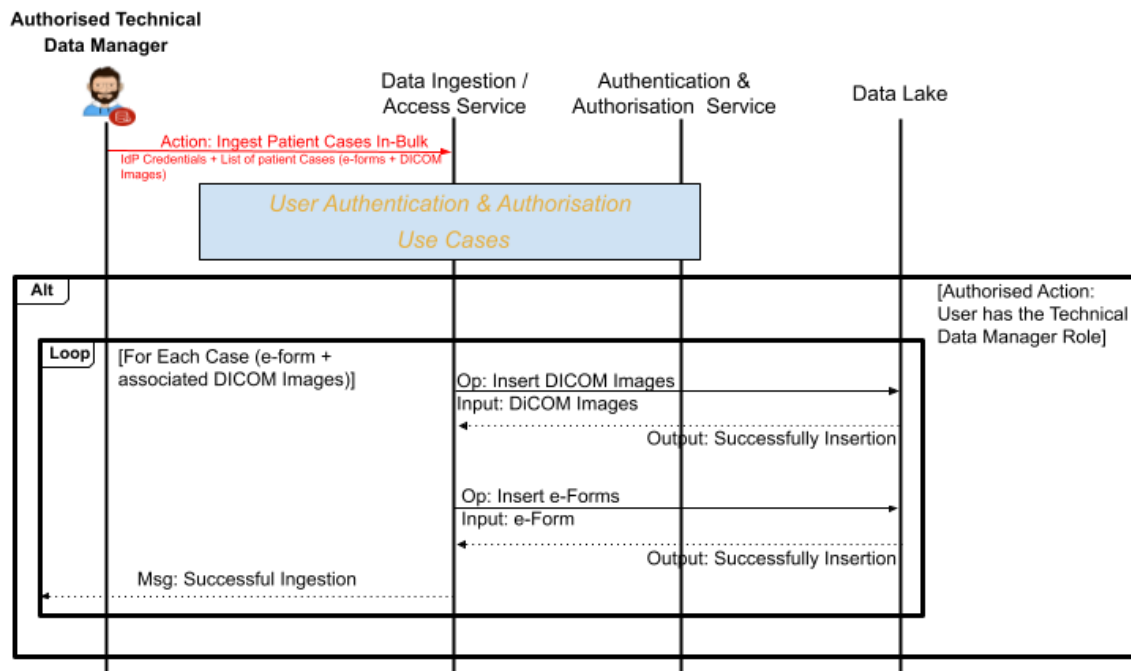 Authorised Technical
Data Manager
Data Ingestion /
Access Service
Authentication &
Authorisation Service
Data Lake
Action: Ingest Patient Cases In-Bulk
IdP Credentials + List of patient Cases (e-forms + DICOM
Images)
User Authentication & Authorisation
Use Cases
Alt
[Authorised Action:
User has the Technical
Data Manager Role]
Loop
[For Each Case (e-form +
associated DICOM Images)]
Op: Insert DICOM Images
Input: DiCOM Images
Output: Successfully Insertion
Op: Insert e-Forms
Input: e-Form
Output: Successfully Insertion
Msg: Successful Ingestion